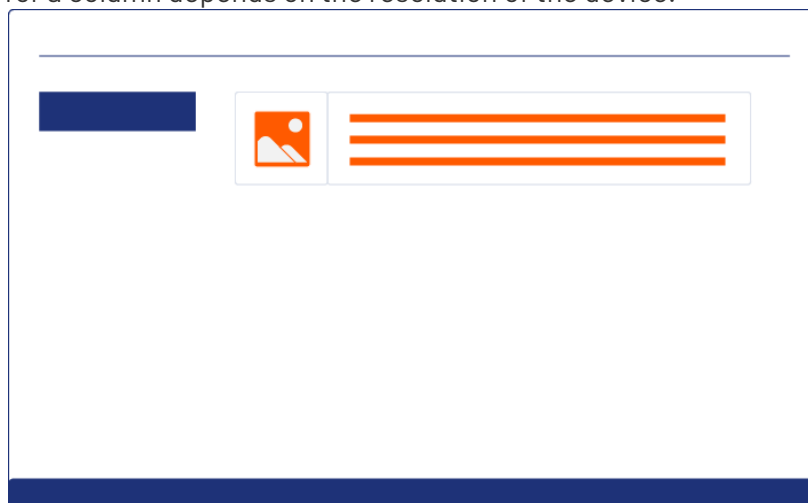 for a column depends on the resolution of the device.